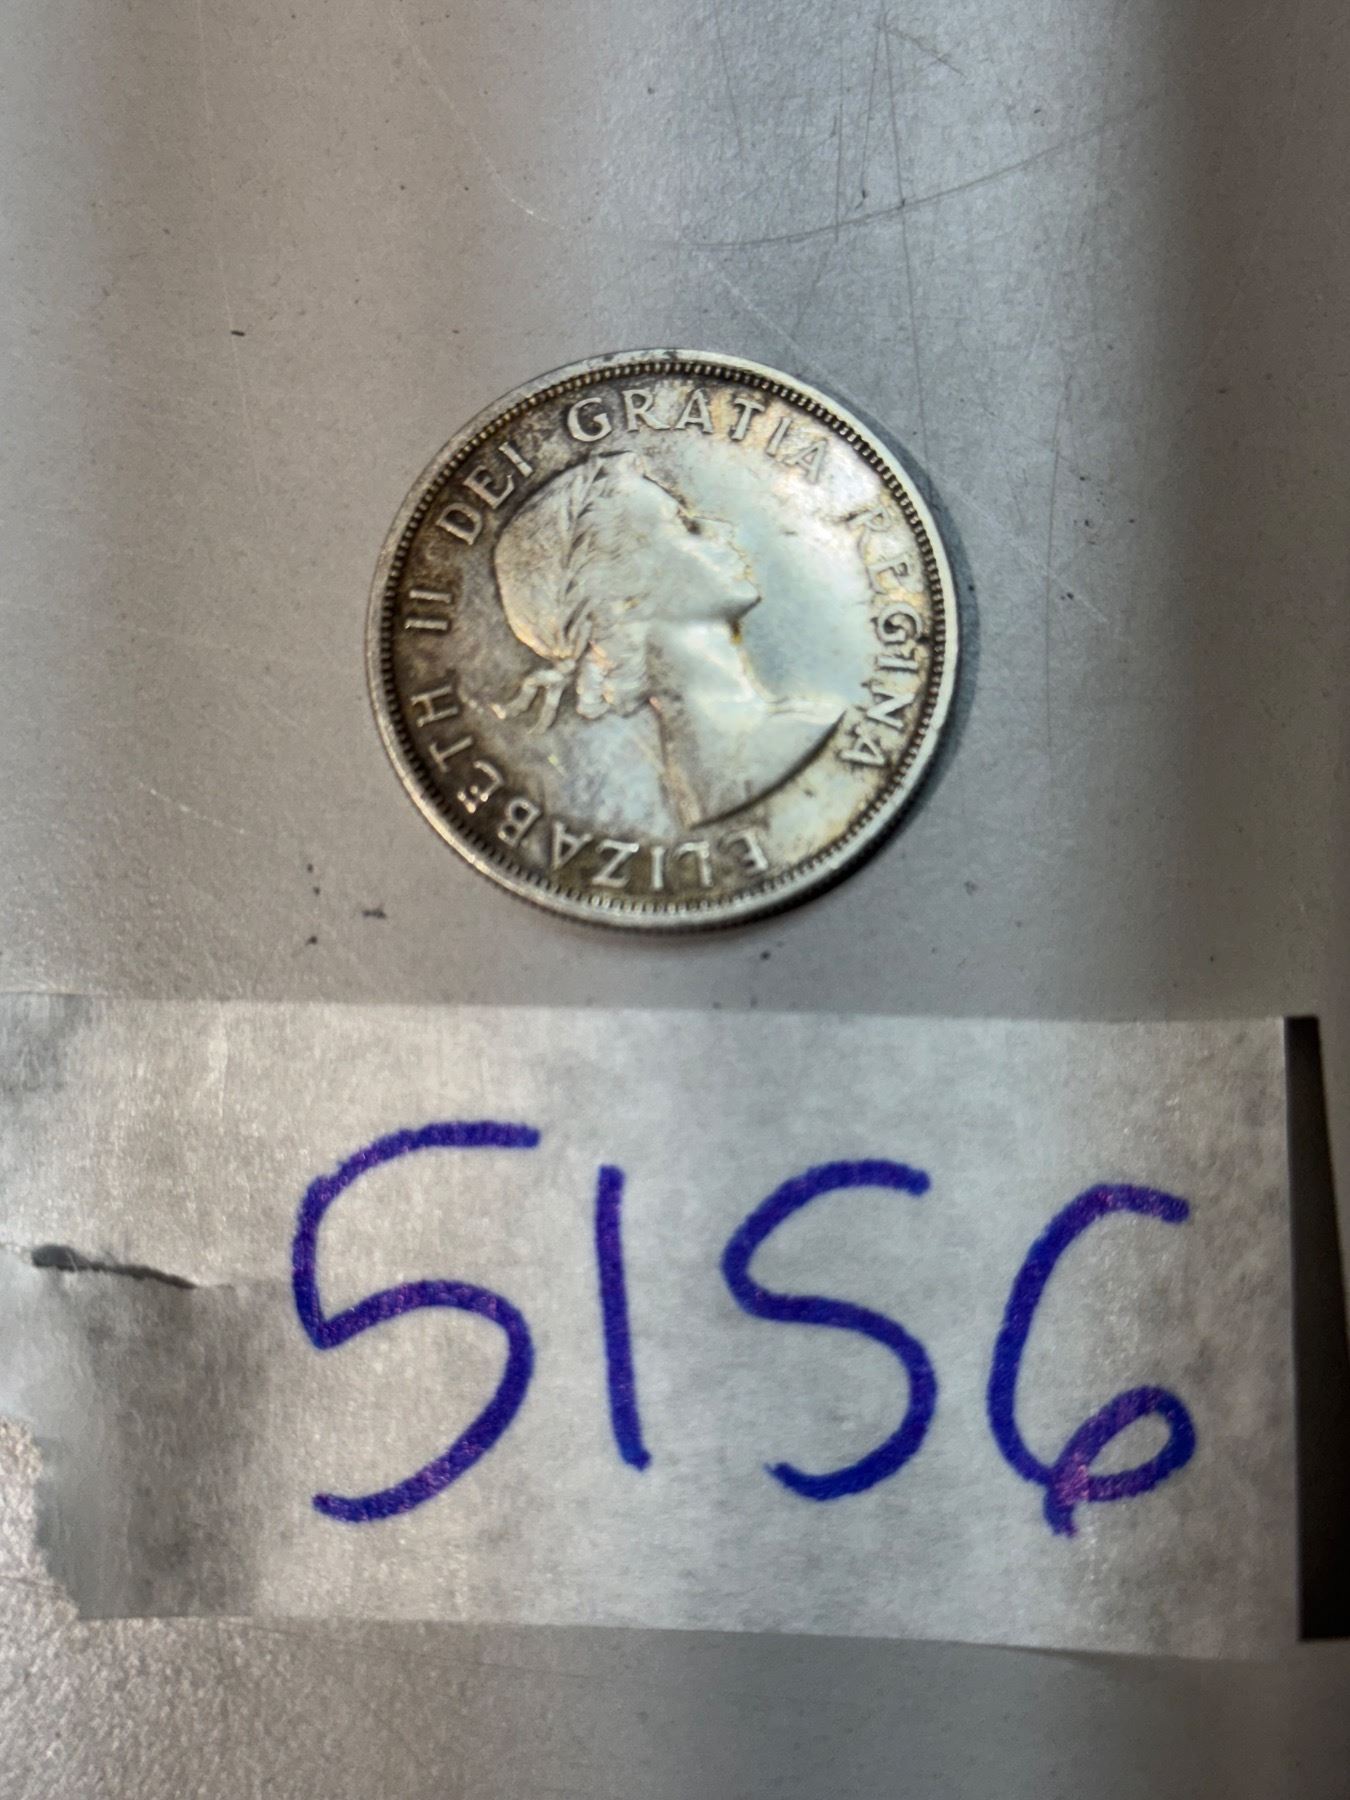 ELIZABETH II DEI GRATIA REGINA
5156